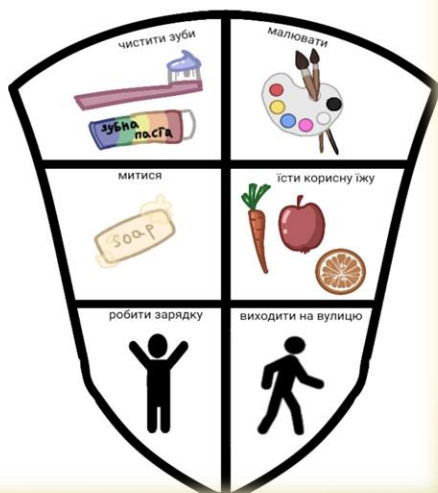 чистити зуби
малювати
зубна
паста
митися
їсти корисну їжу
soap
робити зарядку
виходити на вулицю